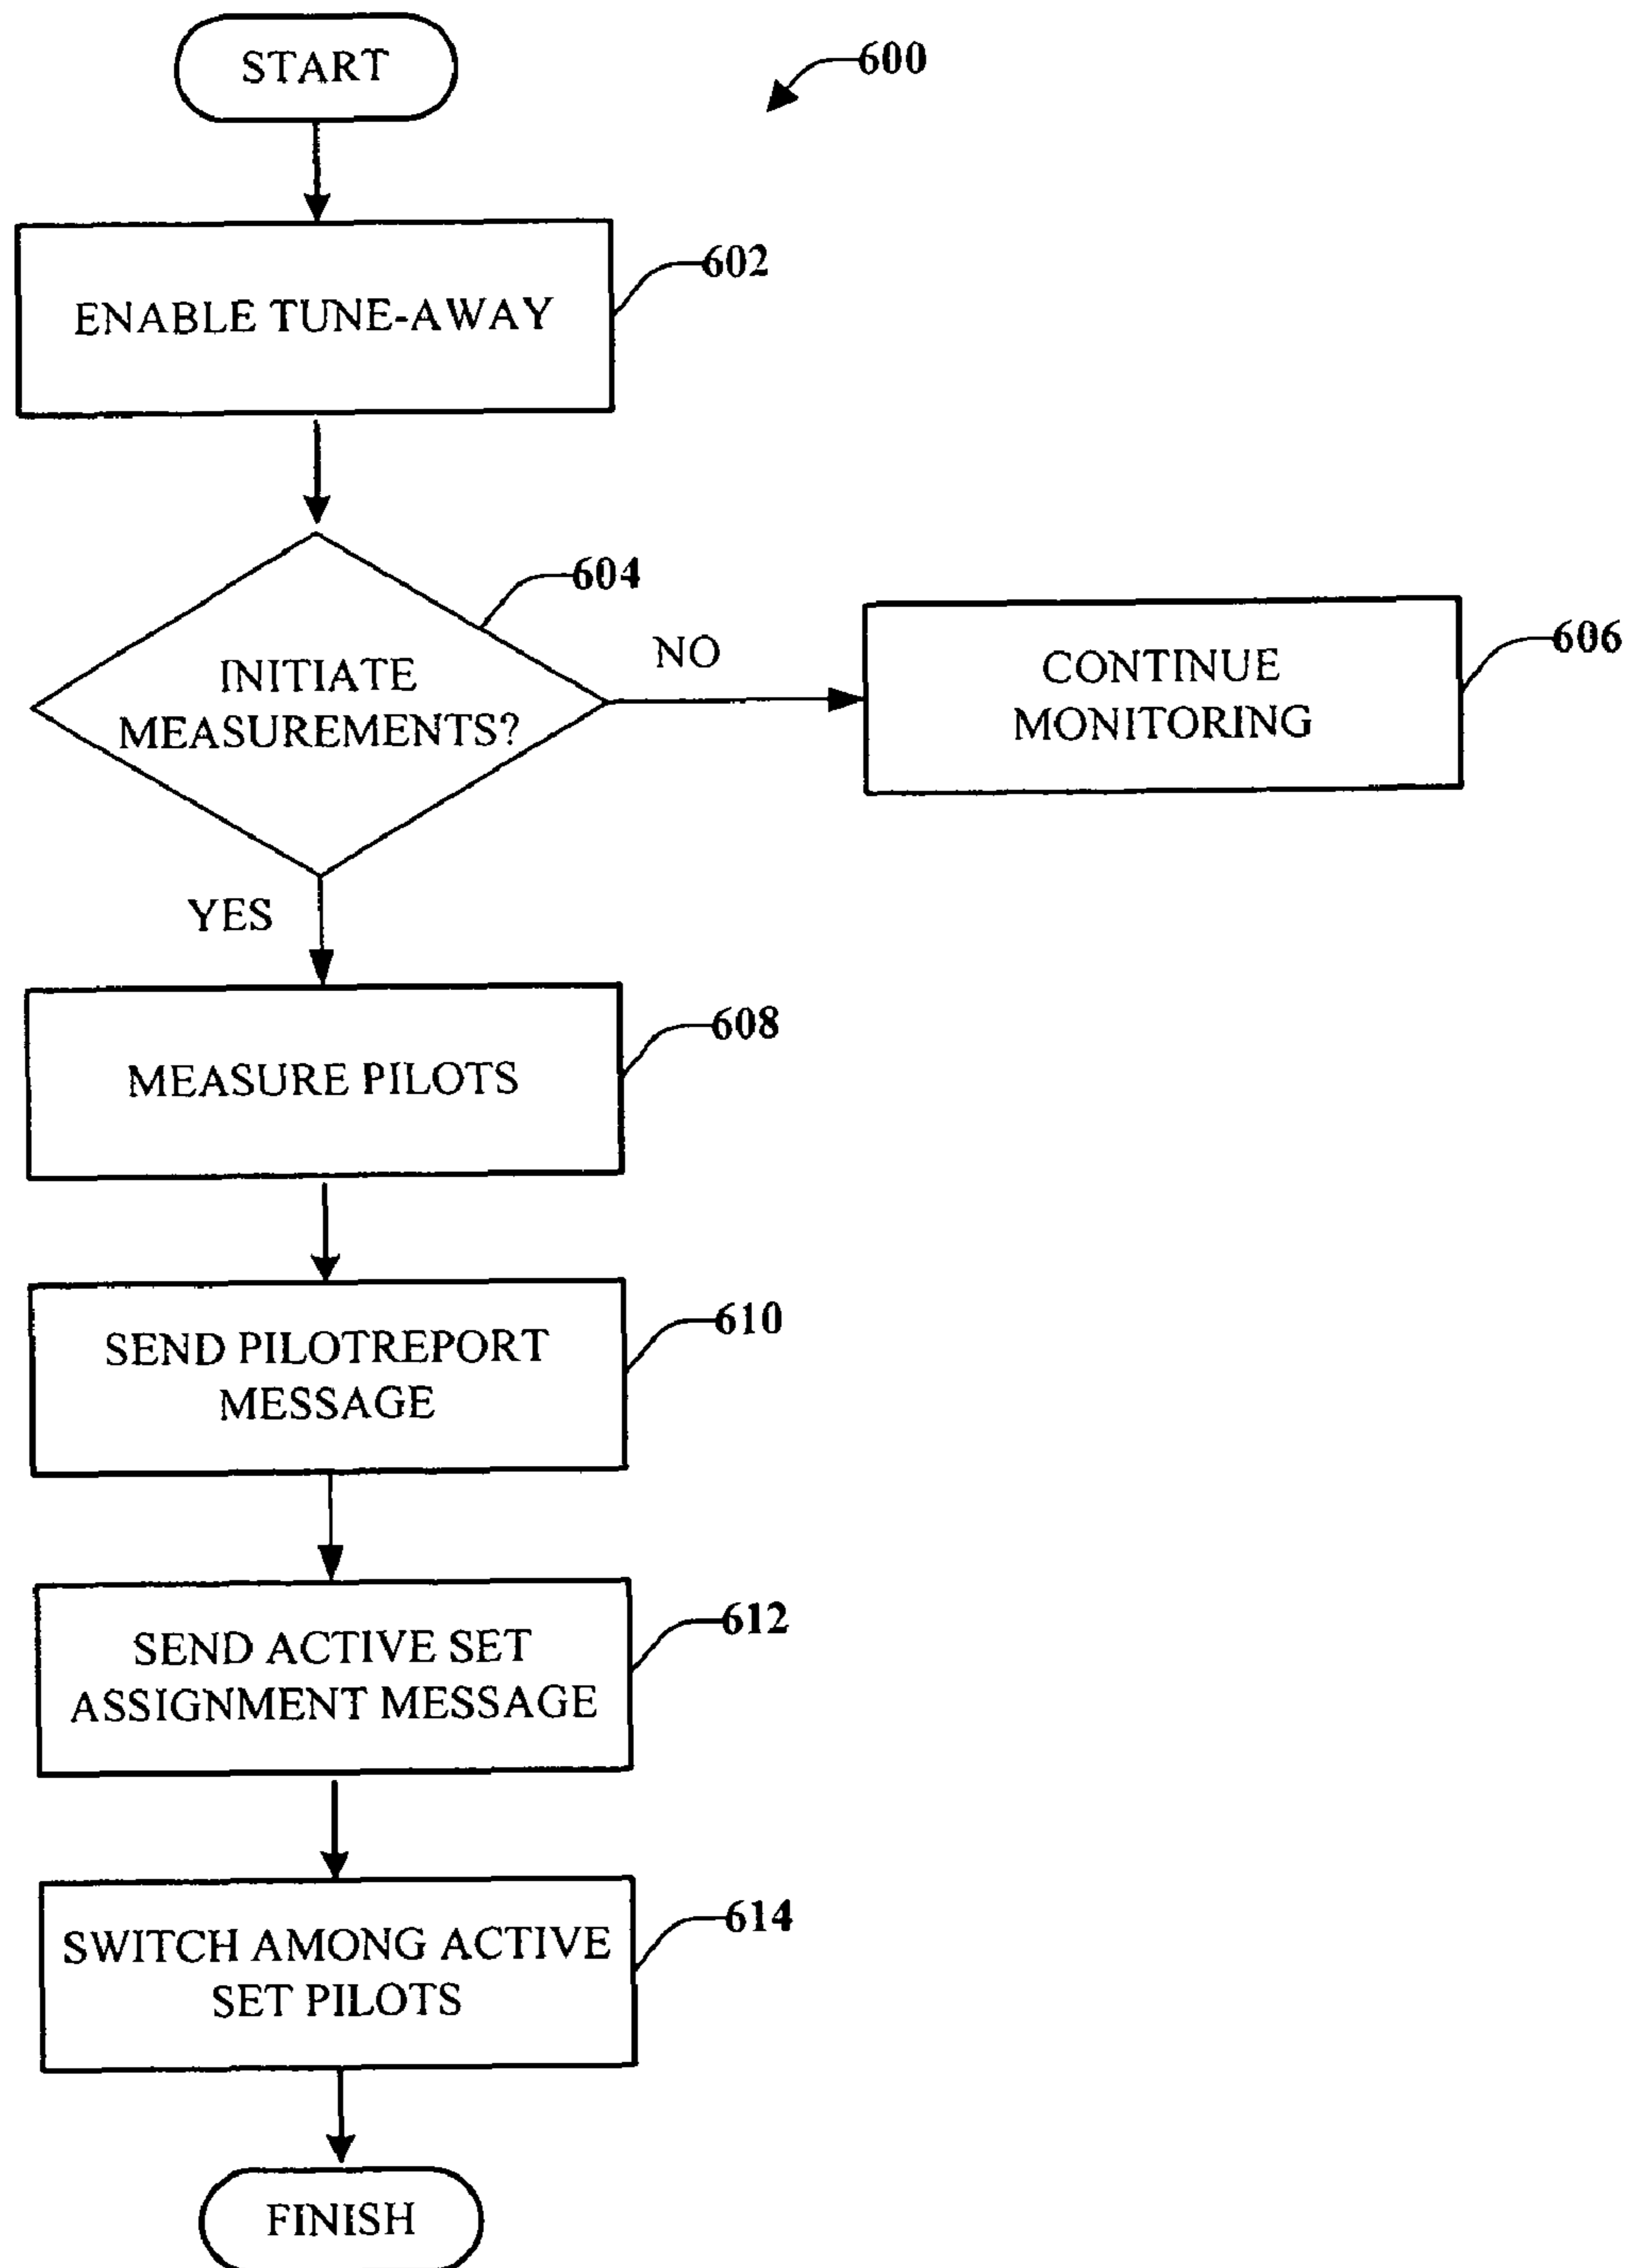 START
600
602
ENABLE TUNE-AWAY
604
INITIATE
MEASUREMENTS?
NO
606
CONTINUE
MONITORING
YES
608
MEASURE PILOTS
610
SEND PILOTREPORT
MESSAGE
612
SEND ACTIVE SET
ASSIGNMENT MESSAGE
614
SWITCH AMONG ACTIVE
SET PILOTS
FINISH